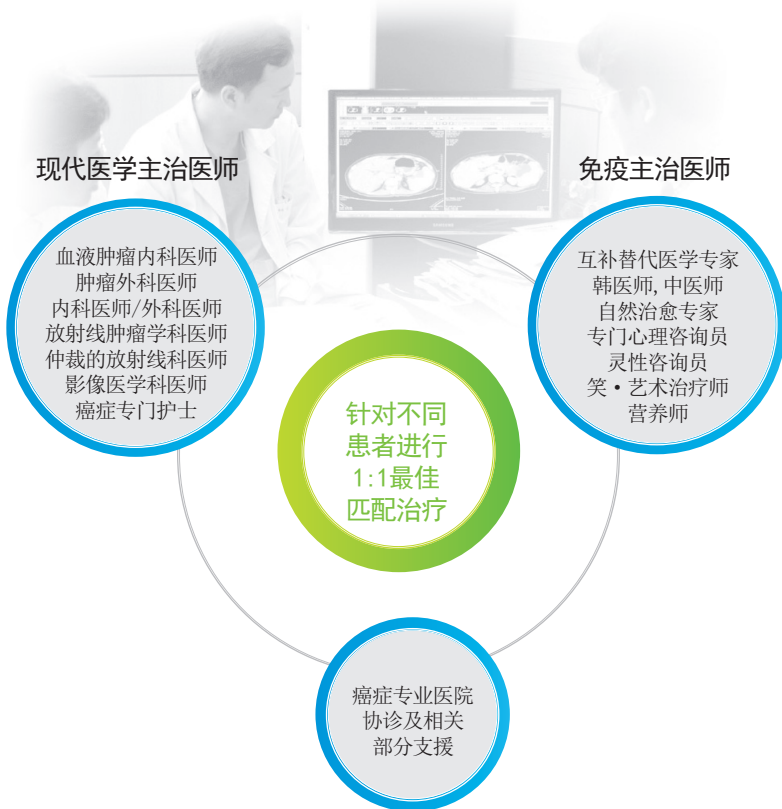 现代医学主治医师
血液肿瘤内科医师
肿瘤外科医师
内科医师/外科医师
放射线肿瘤学科医师
仲裁的放射线科医师
影像医学科医师
癌症专门护士
免疫主治医师
互补替代医学专家
韩医师,中医师
自然治愈专家
专门心理咨询员
灵性咨询员
笑·艺术治疗师
营养师
针对不同
患者进行
1:1最佳
匹配治疗
癌症专业医院
协诊及相关
部分支援